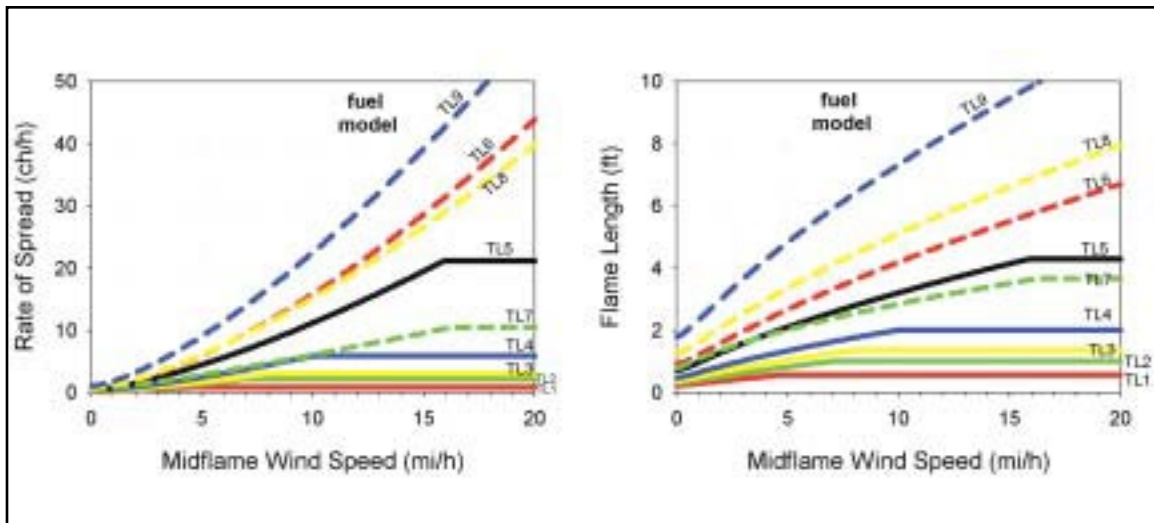 50
40
30
20
10
0
Rate of Spread (ch/h)
fuel
model
TL9
TL6
TL8
TL5
TL7
TL4
TL3
TL2
TL1
0 5 10 15 20
Midflame Wind Speed (mi/h)
10
8
6
4
2
0
Flame Length (ft)
fuel
model
TL9
TL8
TL6
TL5
TL7
TL4
TL3
TL2
TL1
0 5 10 15 20
Midflame Wind Speed (mi/h)